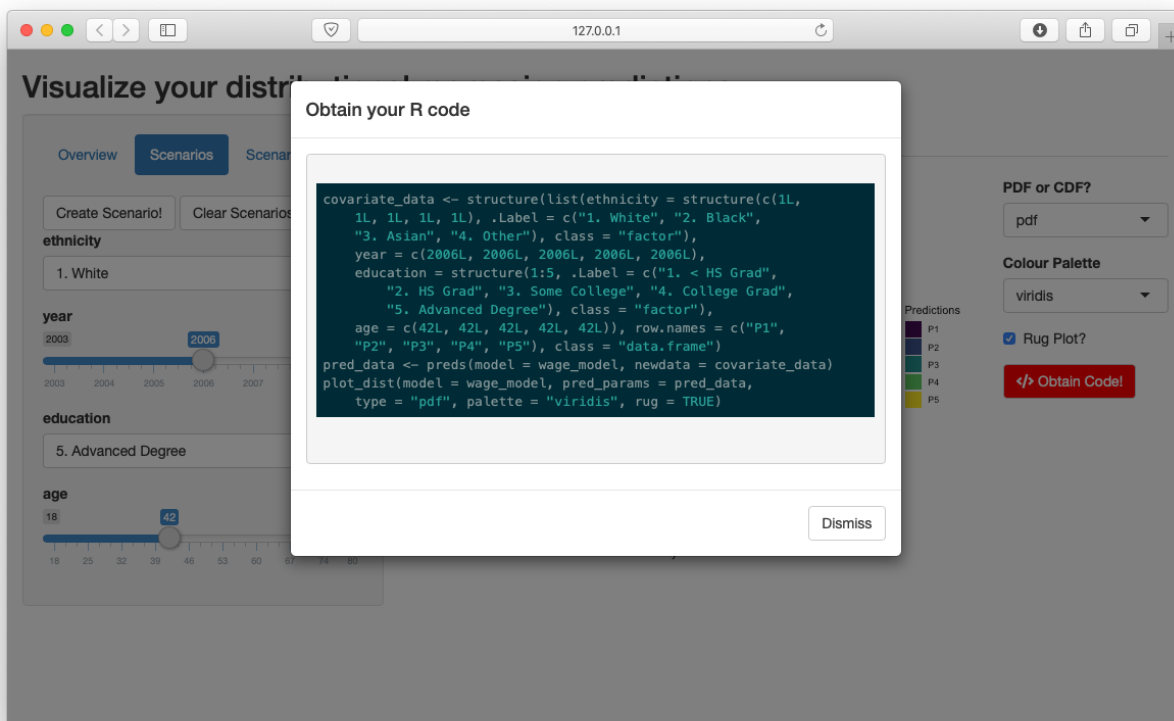 127.0.0.1
Visualize your distri
Overview
Scenarios
Scenar
Create Scenario!
Clear Scenarios
ethnicity
1. White
year
2003
2006
2003 2004 2005 2006 2007
education
5. Advanced Degree
age
18
42
18 25 32 39 46 53 60 67 74 80
Obtain your R code
covariate_data <- structure(list(ethnicity = structure(c(1L,
1L, 1L, 1L, 1L), .Label = c("1. White", "2. Black",
"3. Asian", "4. Other"), class = "factor"),
year = c(2006L, 2006L, 2006L, 2006L, 2006L),
education = structure(1:5, .Label = c("1. < HS Grad",
"2. HS Grad", "3. Some College", "4. College Grad",
"5. Advanced Degree"), class = "factor"),
age = c(42L, 42L, 42L, 42L, 42L)), row.names = c("P1",
"P2", "P3", "P4", "P5"), class = "data.frame")
pred_data <- preds(model = wage_model, newdata = covariate_data)
plot_dist(model = wage_model, pred_params = pred_data,
type = "pdf", palette = "viridis", rug = TRUE)
Dismiss
Predictions
P1
P2
P3
P4
P5
PDF or CDF?
pdf
Colour Palette
viridis
Rug Plot?
</> Obtain Code!